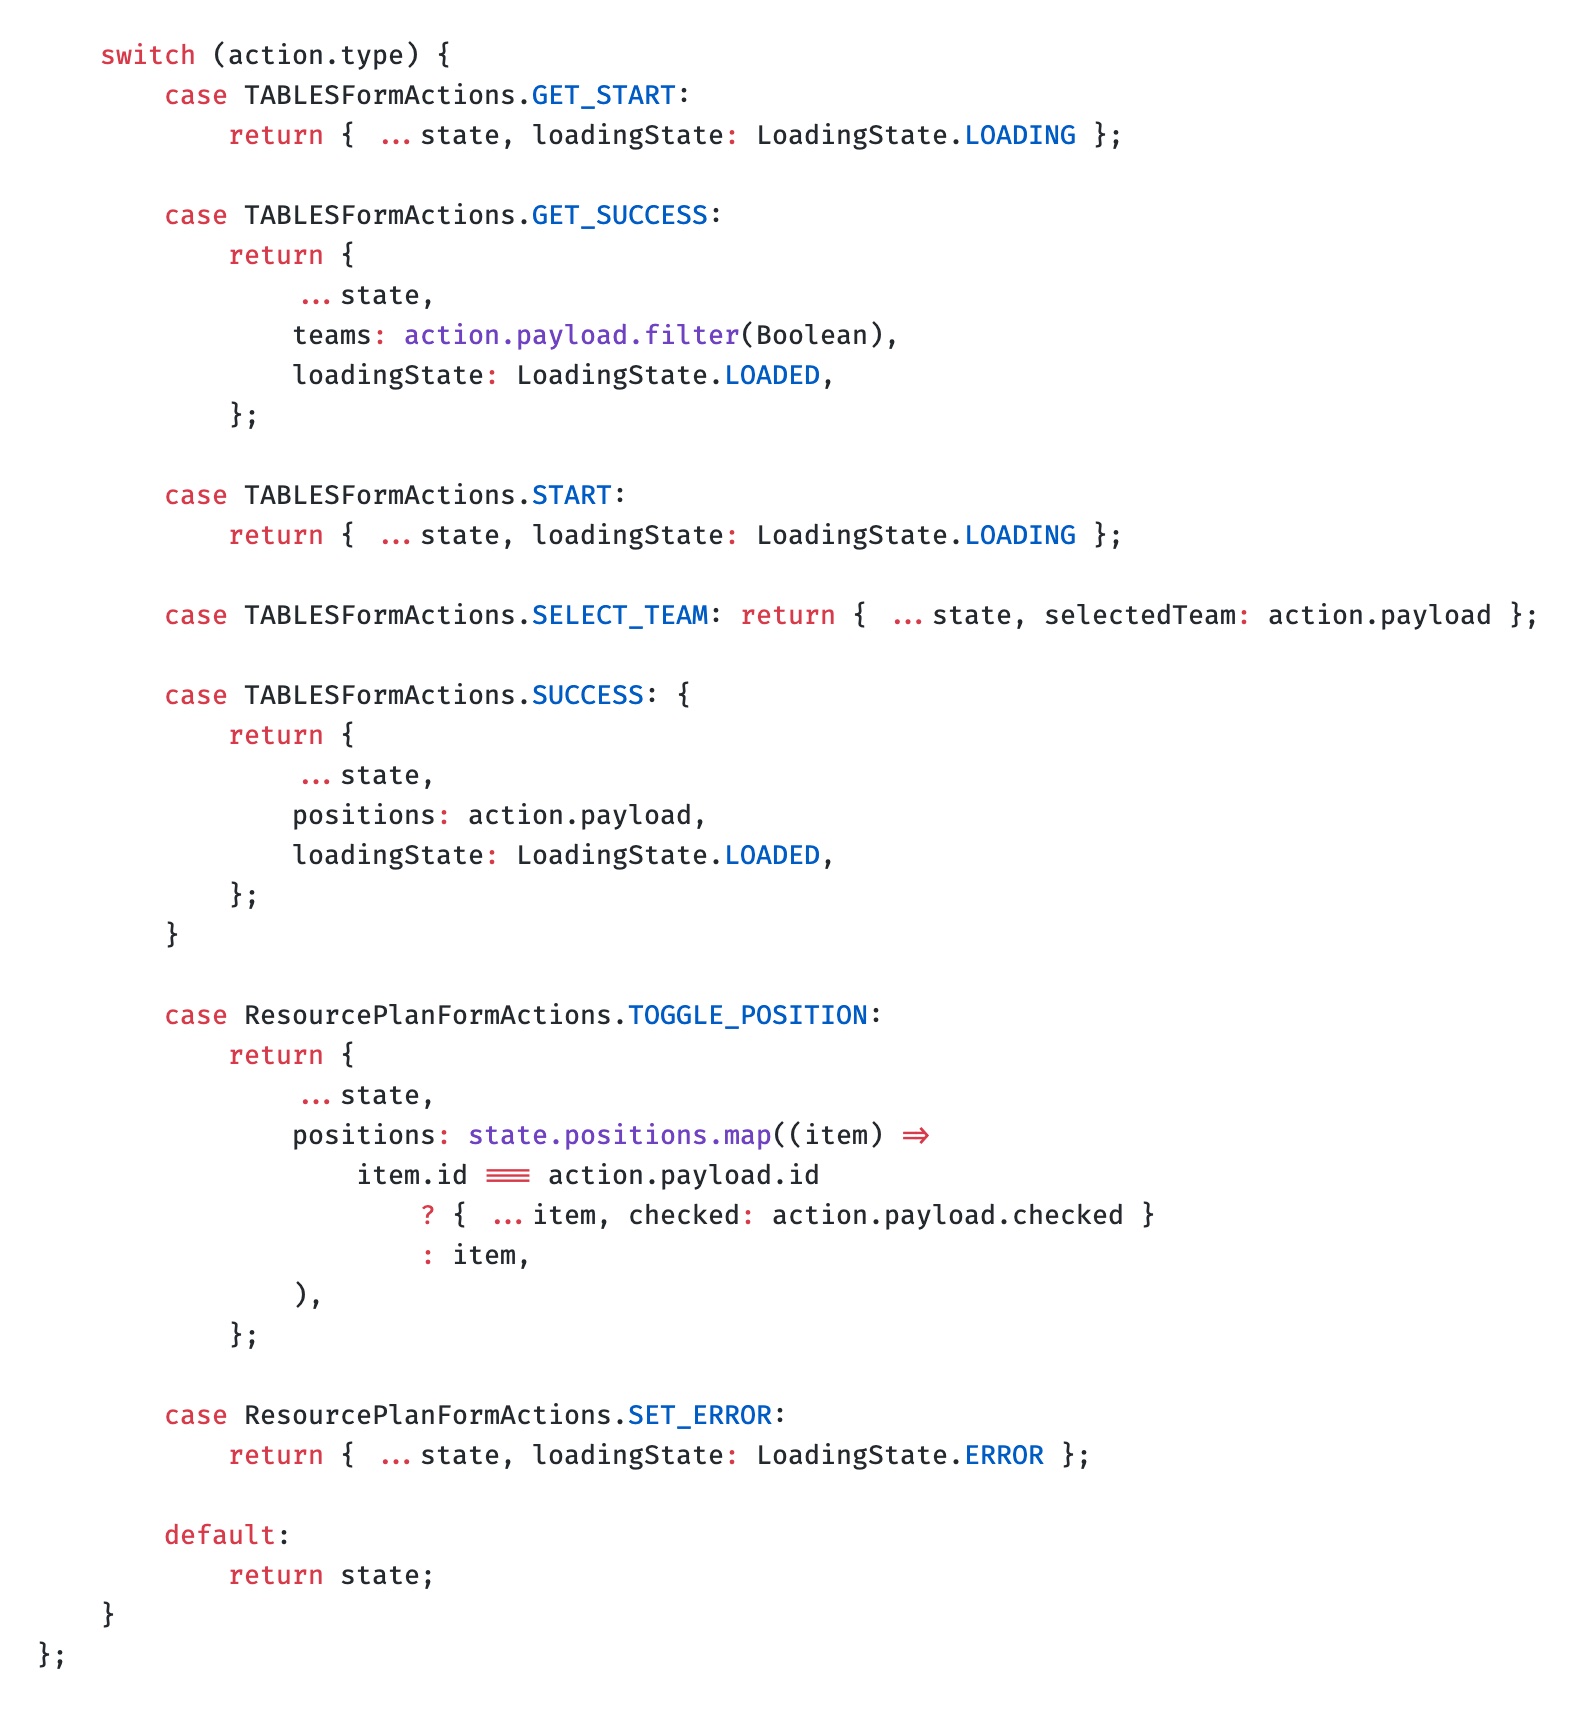 switch (action.type) {
case TABLESFormActions.GET_START:
return { ...state, loadingState: LoadingState.LOADING };
case TABLESFormActions.GET_SUCCESS:
return {
...state,
teams: action.payload.filter(Boolean),
loadingState: LoadingState.LOADED,
};
case TABLESFormActions.START:
return { ...state, loadingState: LoadingState.LOADING };
case TABLESFormActions.SELECT_TEAM: return { ...state, selectedTeam: action.payload };
case TABLESFormActions.SUCCESS: {
return {
...state,
positions: action.payload,
loadingState: LoadingState.LOADED,
};
}
case ResourcePlanFormActions.TOGGLE_POSITION:
return {
...state,
positions: state.positions.map((item) =>
item.id === action.payload.id
? { ...item, checked: action.payload.checked }
: item,
),
};
case ResourcePlanFormActions.SET_ERROR:
return { ...state, loadingState: LoadingState.ERROR };
default:
return state;
}
};